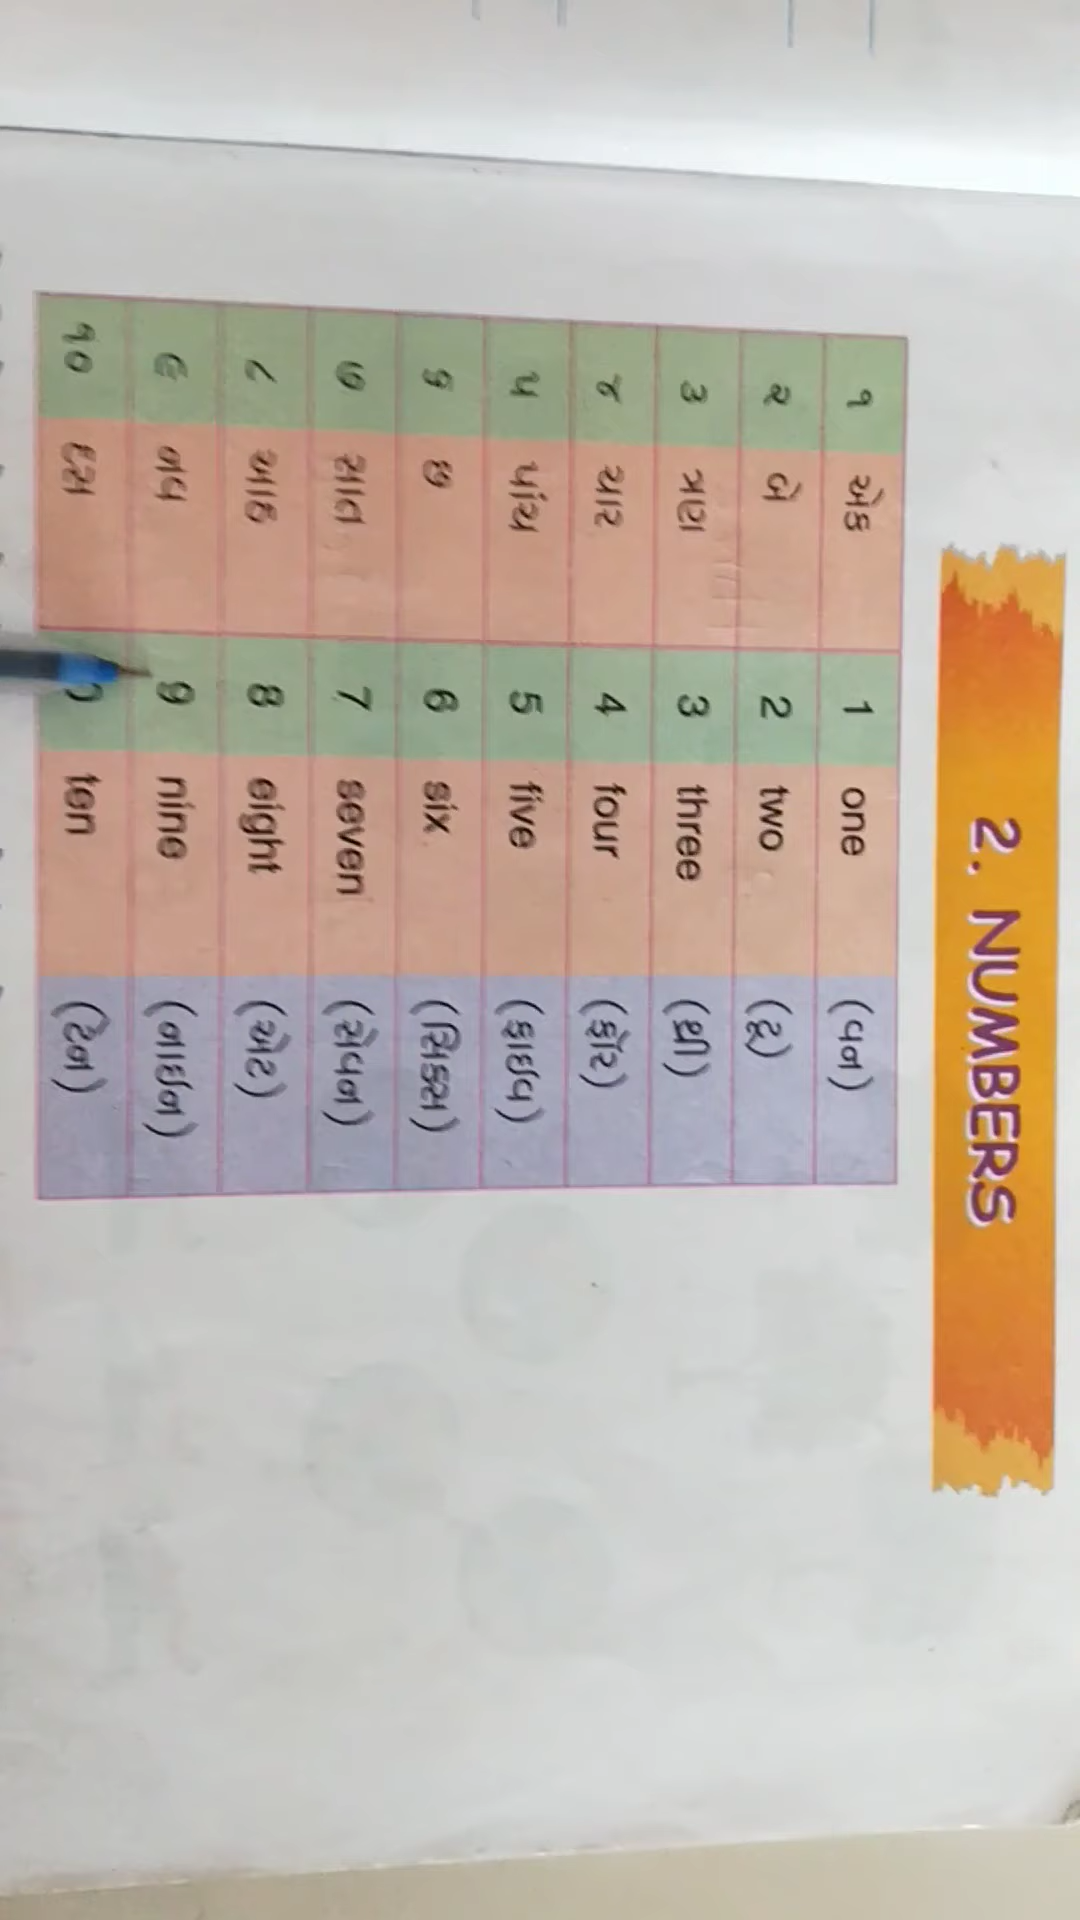 2. NUMBERS
૧ એક 1 one (વન)
૨ બે 2 two (ટૂ)
૩ ત્રણ 3 three (થ્રી)
૪ ચાર 4 four (ફૉર)
૫ પાંચ 5 five (ફાઇવ)
૬ છ 6 six (સિક્સ)
૭ સાત 7 seven (સેવન)
૮ આઠ 8 eight (એટ)
૯ નવ 9 nine (નાઇન)
૧૦ દસ ten (ટેન)